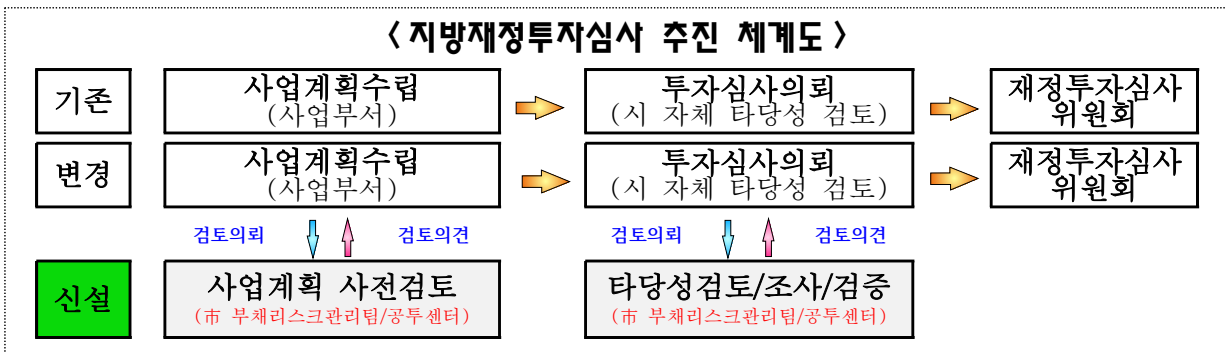 < 지방재정투자심사 추진 체계도 >
기존
사업계획수립
(사업부서)
투자심사의뢰
(시 자체 타당성 검토)
재정투자심사
위원회
변경
사업계획수립
(사업부서)
투자심사의뢰
(시 자체 타당성 검토)
재정투자심사
위원회
검토의뢰
검토의견
검토의뢰
검토의견
신설
사업계획 사전검토
(市 부채리스크관리팀/공투센터)
타당성검토/조사/검증
(市 부채리스크관리팀/공투센터)